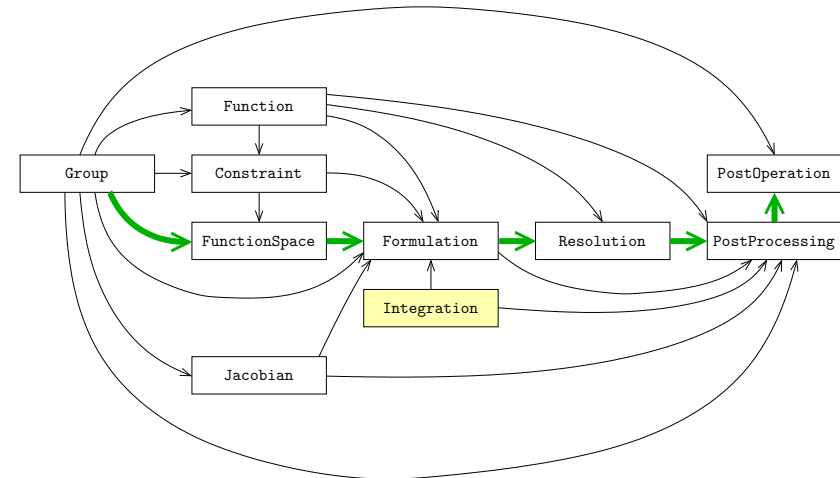 Function
Group
Constraint
PostOperation
FunctionSpace
Formulation
Resolution
PostProcessing
Integration
Jacobian